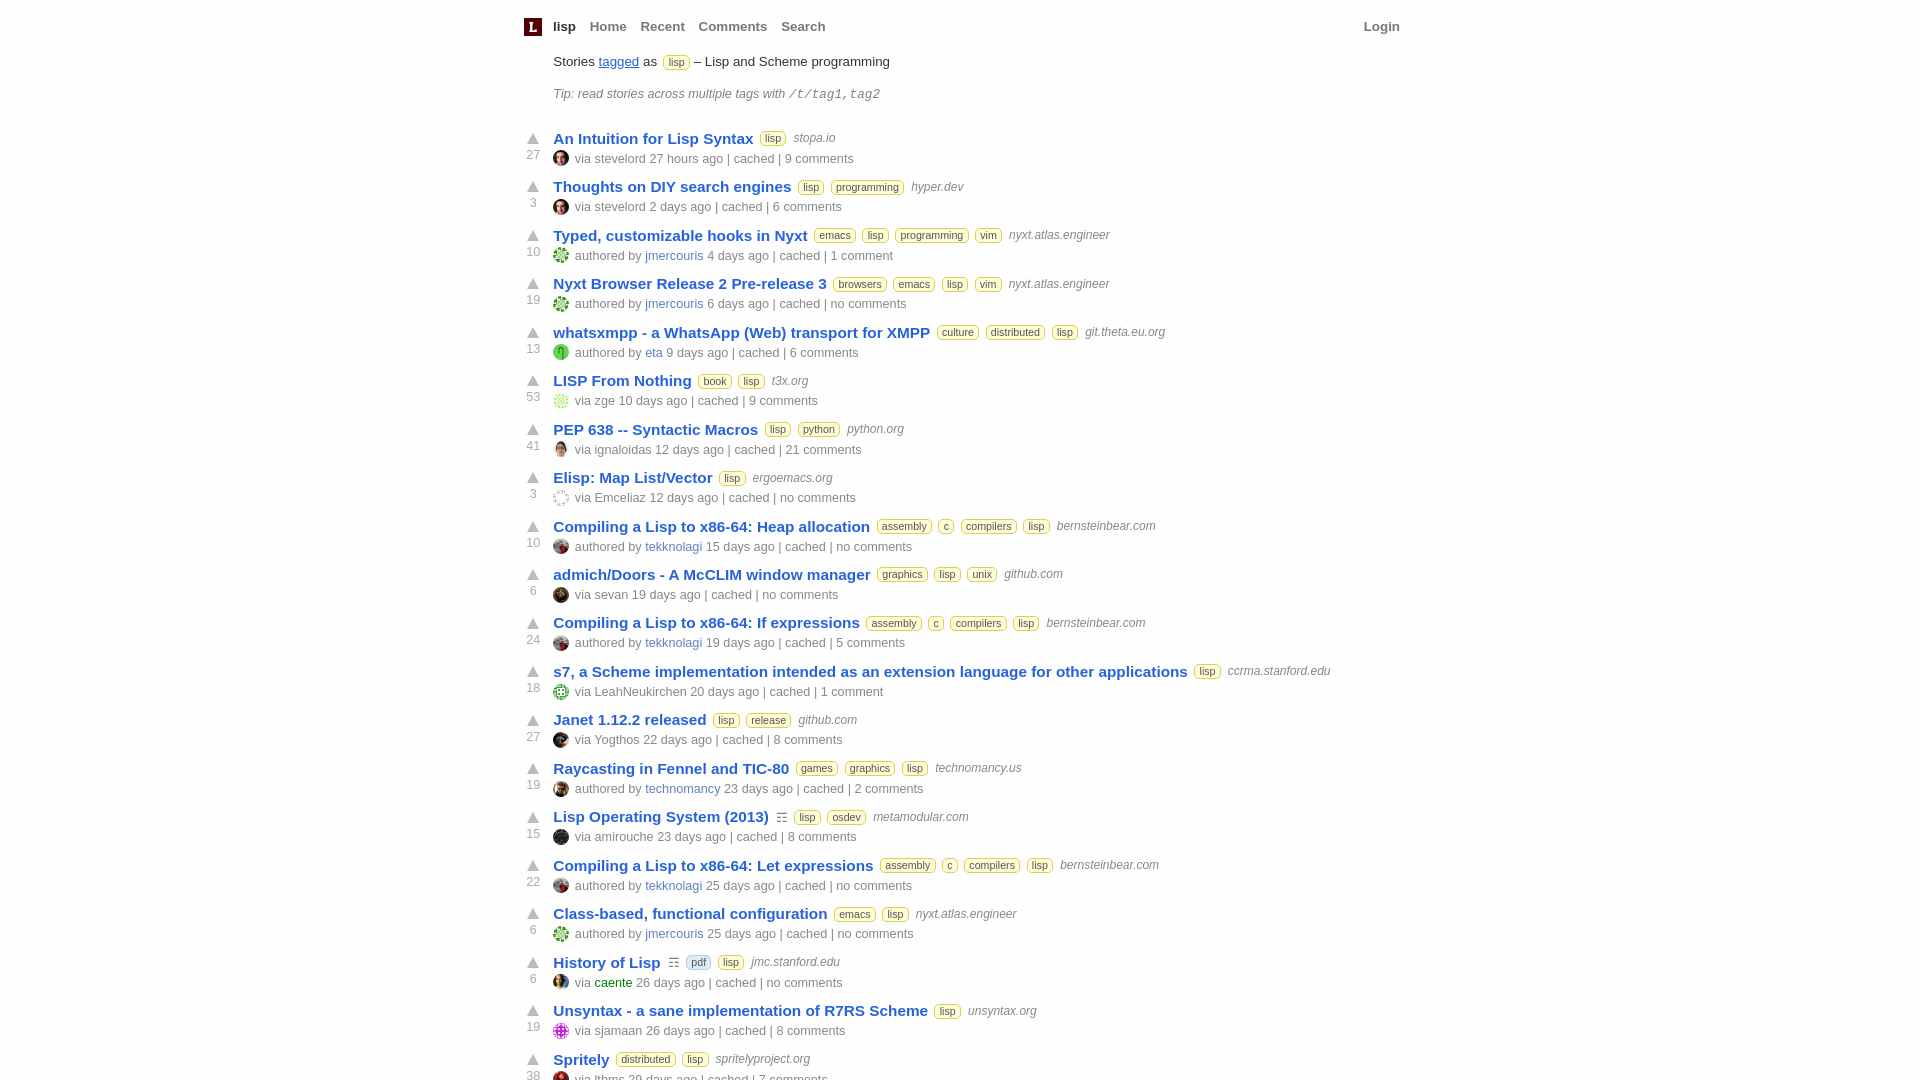 L lisp Home Recent Comments Search Login
Stories tagged as lisp – Lisp and Scheme programming
Tip: read stories across multiple tags with /t/tag1,tag2
An Intuition for Lisp Syntax lisp stopa.io
27 via stevelord 27 hours ago | cached | 9 comments
Thoughts on DIY search engines lisp programming hyper.dev
3 via stevelord 2 days ago | cached | 6 comments
Typed, customizable hooks in Nyxt emacs lisp programming vim nyxt.atlas.engineer
10 authored by jmercouris 4 days ago | cached | 1 comment
Nyxt Browser Release 2 Pre-release 3 browsers emacs lisp vim nyxt.atlas.engineer
19 authored by jmercouris 6 days ago | cached | no comments
whatsxmpp - a WhatsApp (Web) transport for XMPP culture distributed lisp git.theta.eu.org
13 authored by eta 9 days ago | cached | 6 comments
LISP From Nothing book lisp t3x.org
53 via zge 10 days ago | cached | 9 comments
PEP 638 -- Syntactic Macros lisp python python.org
41 via ignaloidas 12 days ago | cached | 21 comments
Elisp: Map List/Vector lisp ergoemacs.org
3 via Emceliaz 12 days ago | cached | no comments
Compiling a Lisp to x86-64: Heap allocation assembly c compilers lisp bernsteinbear.com
10 authored by tekknolagi 15 days ago | cached | no comments
admich/Doors - A McCLIM window manager graphics lisp unix github.com
6 via sevan 19 days ago | cached | no comments
Compiling a Lisp to x86-64: If expressions assembly c compilers lisp bernsteinbear.com
24 authored by tekknolagi 19 days ago | cached | 5 comments
s7, a Scheme implementation intended as an extension language for other applications lisp ccrma.stanford.edu
18 via LeahNeukirchen 20 days ago | cached | 1 comment
Janet 1.12.2 released lisp release github.com
27 via Yogthos 22 days ago | cached | 8 comments
Raycasting in Fennel and TIC-80 games graphics lisp technomancy.us
19 authored by technomancy 23 days ago | cached | 2 comments
Lisp Operating System (2013) ☶ lisp osdev metamodular.com
15 via amirouche 23 days ago | cached | 8 comments
Compiling a Lisp to x86-64: Let expressions assembly c compilers lisp bernsteinbear.com
22 authored by tekknolagi 25 days ago | cached | no comments
Class-based, functional configuration emacs lisp nyxt.atlas.engineer
6 authored by jmercouris 25 days ago | cached | no comments
History of Lisp ☶ pdf lisp jmc.stanford.edu
6 via caente 26 days ago | cached | no comments
Unsyntax - a sane implementation of R7RS Scheme lisp unsyntax.org
19 via sjamaan 26 days ago | cached | 8 comments
Spritely distributed lisp spritelyproject.org
38 via lthms 29 days ago | cached | 7 comments